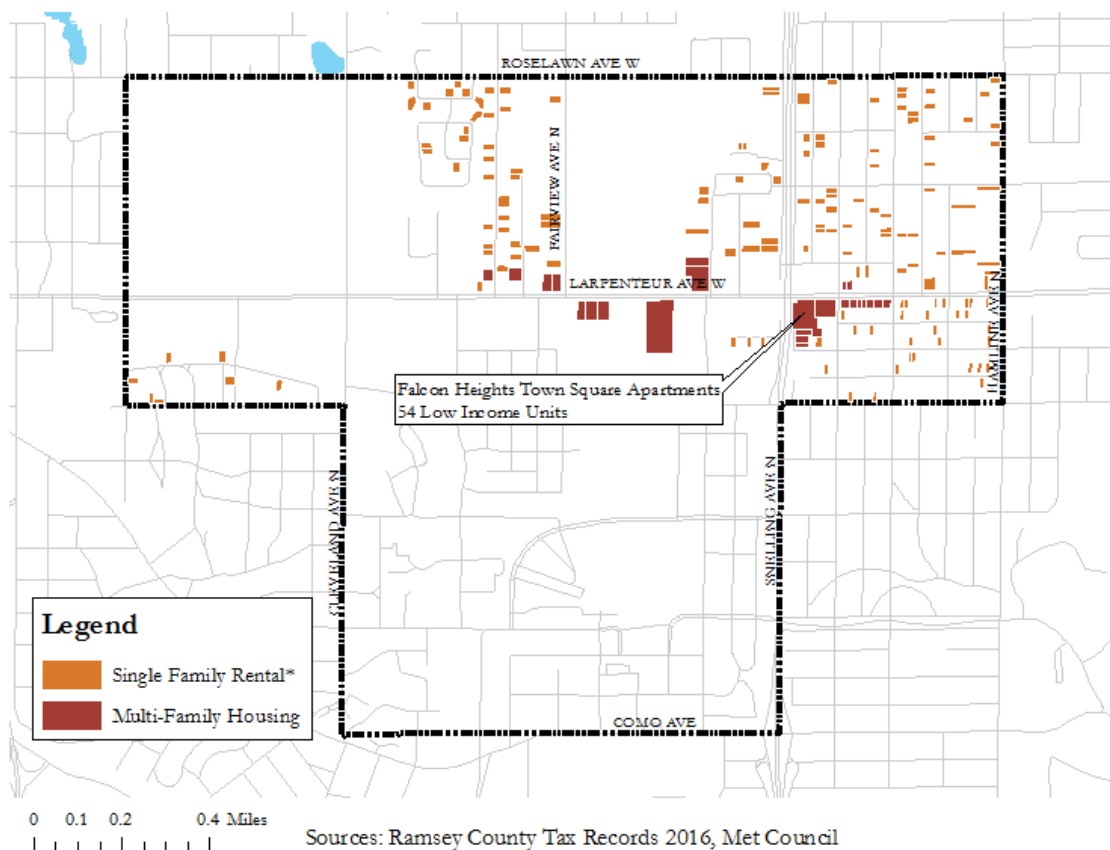 ROSELAWN AVE W
FAIRVIEW AVE N
LARPENTEUR AVE W
HAMLINE AVE N
Falcon Heights Town Square Apartments
54 Low Income Units
CLEVELAND AVE N
SNELLING AVE N
Legend
Single Family Rental*
Multi-Family Housing
COMO AVE
0 0.1 0.2 0.4 Miles
Sources: Ramsey County Tax Records 2016, Met Council